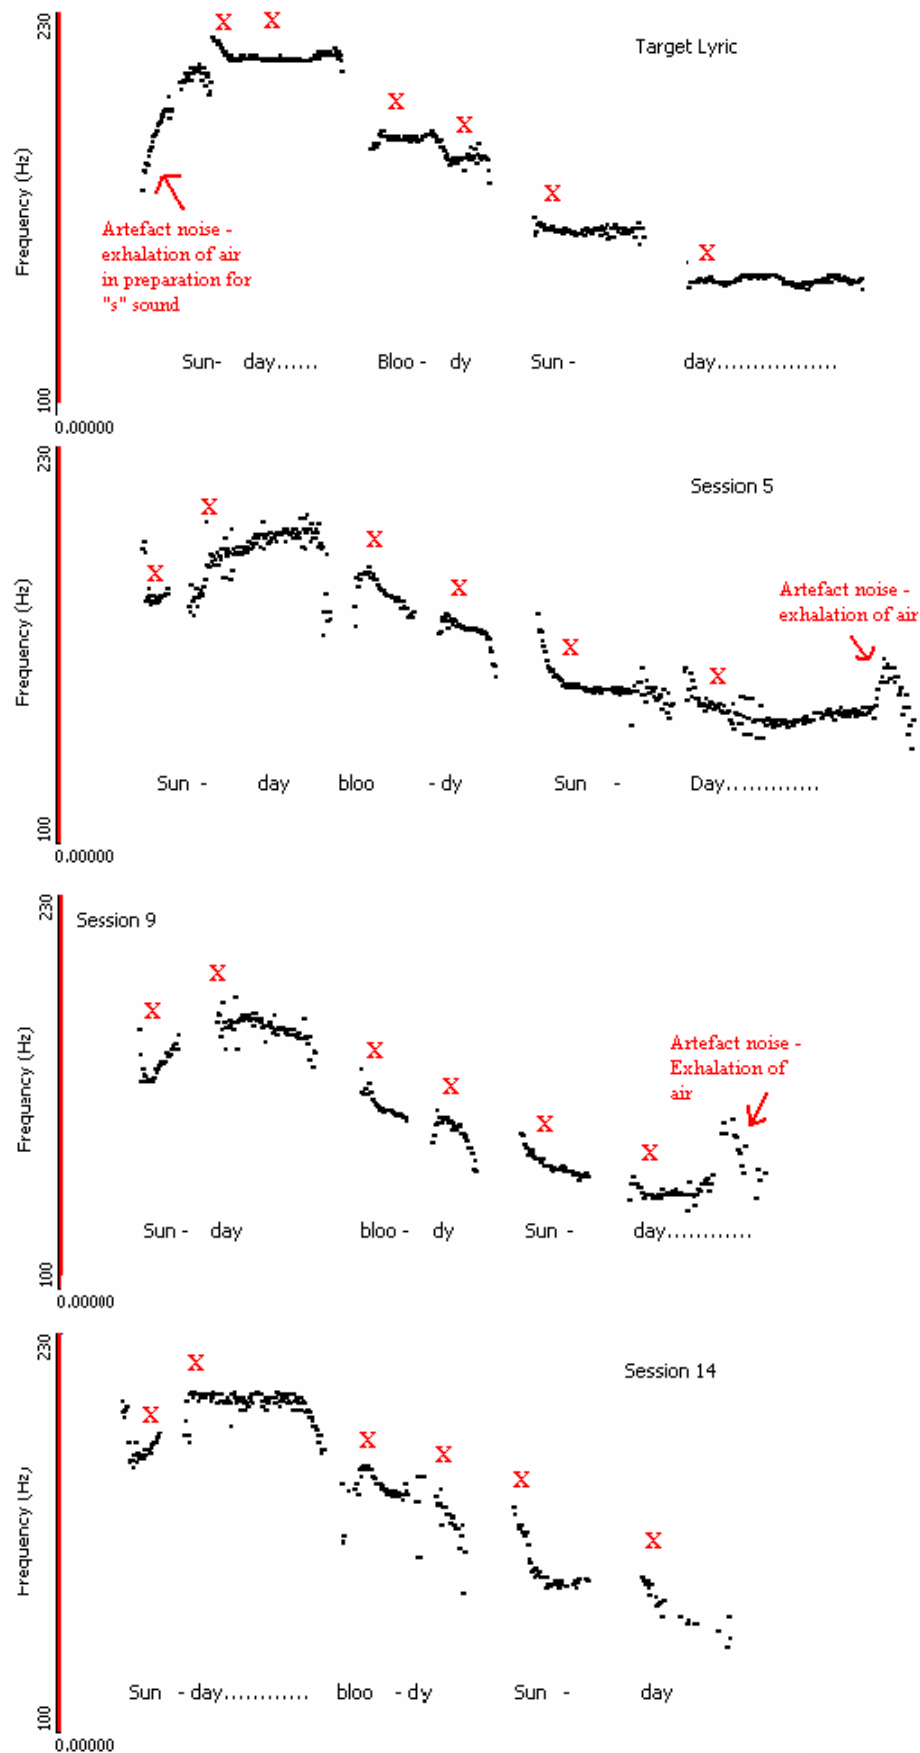 230
X X
Target Lyric
X
X
Frequency (Hz)
X
Artefact noise -
exhalation of air
in preparation for
"s" sound
X
Sun- day...... Bloo - dy Sun - day.................
100
0.00000
230
Session 5
X
X
X
X
Artefact noise -
exhalation of air
Frequency (Hz)
X
X
Sun - day bloo - dy Sun - Day.............
100
0.00000
230
Session 9
X
X
Artefact noise -
Exhalation of
air
Frequency (Hz)
X
X
X
X
Sun - day bloo - dy Sun - day............
100
0.00000
230
X
Session 14
X
X
X
X
Frequency (Hz)
X
Sun - day............ bloo - dy Sun - day
100
0.00000